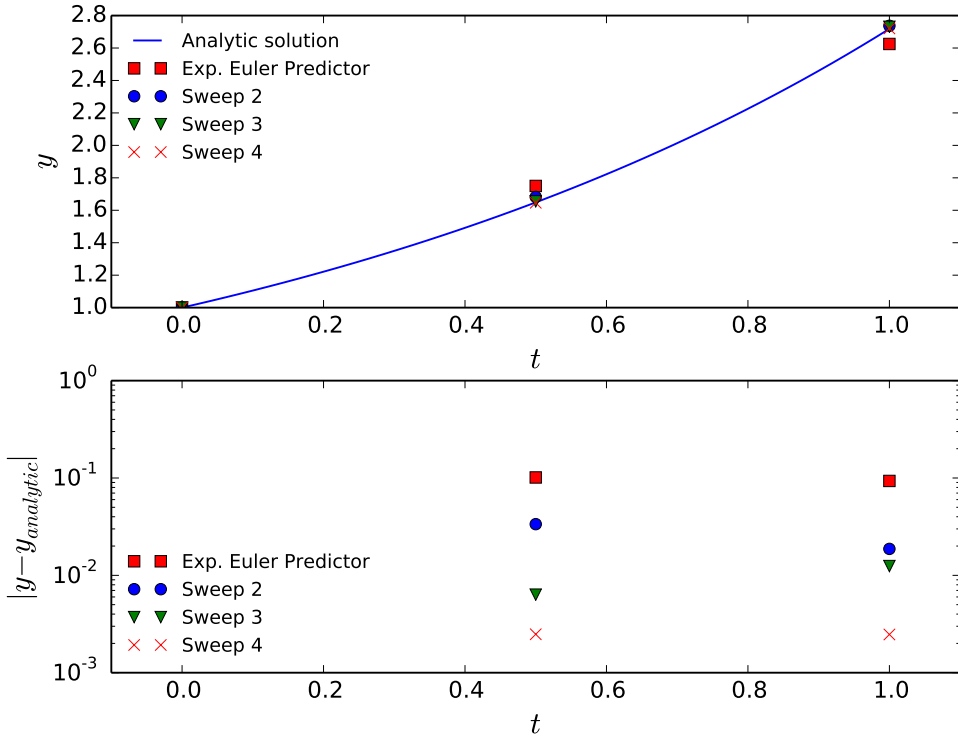 2.8
2.6
2.4
2.2
2.0
1.8
1.6
1.4
1.2
1.0
y
Analytic solution
Exp. Euler Predictor
Sweep 2
Sweep 3
Sweep 4
0.0 0.2 0.4 0.6 0.8 1.0
t
10^0
10^-1
10^-2
10^-3
|y−y_analytic|
Exp. Euler Predictor
Sweep 2
Sweep 3
Sweep 4
0.0 0.2 0.4 0.6 0.8 1.0
t